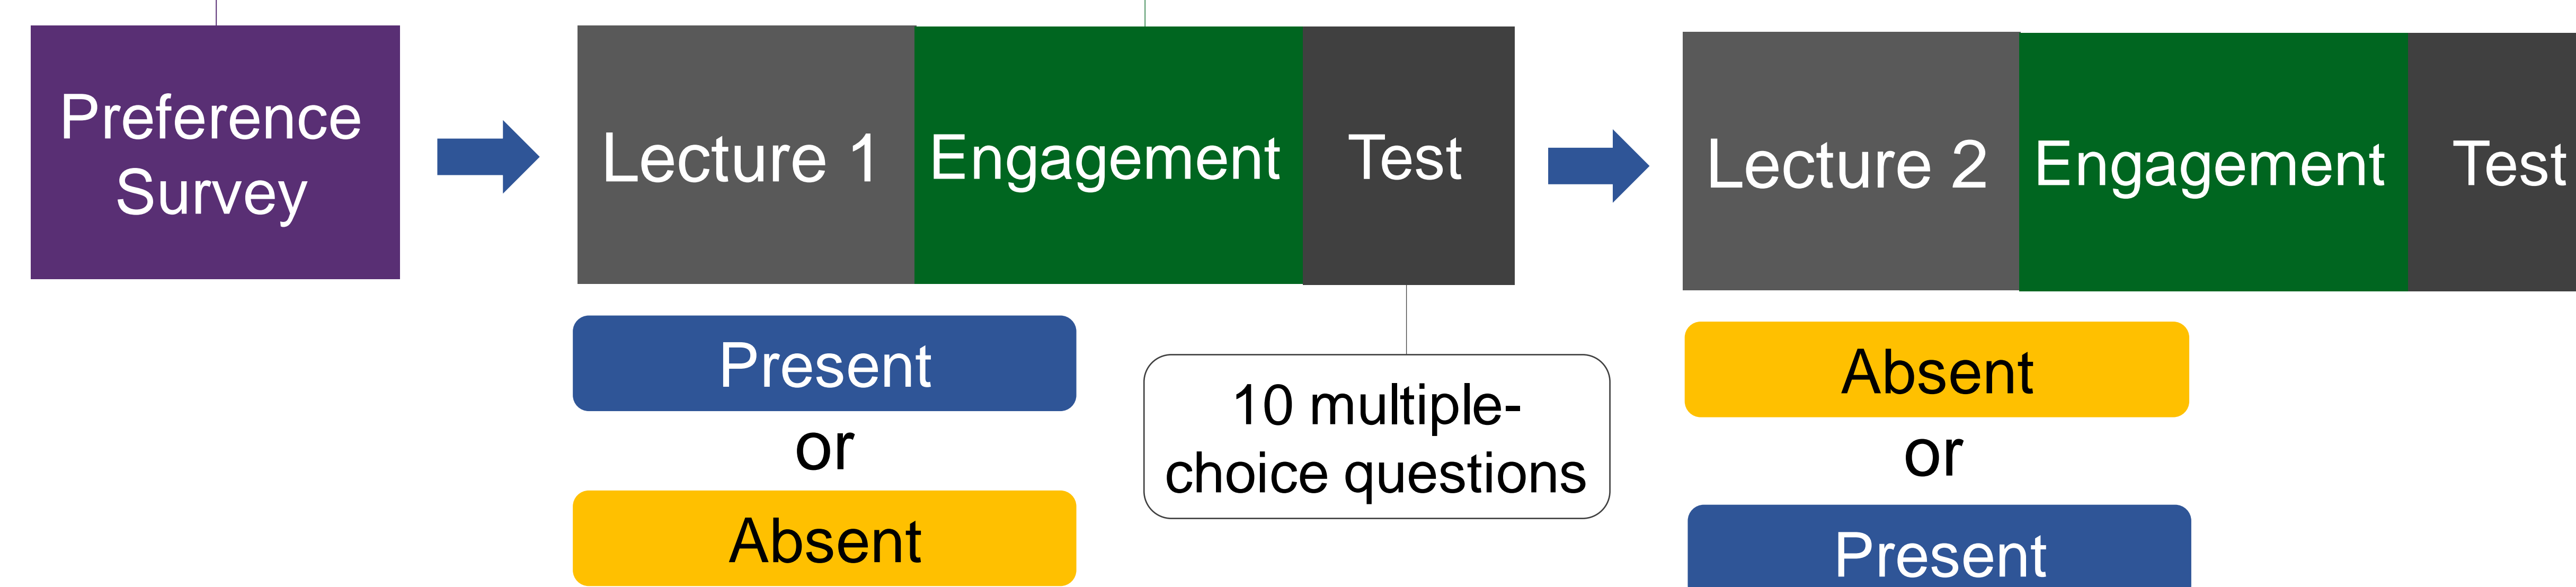 Preference
Survey
Lecture 1
Engagement
Test
Lecture 2
Engagement
Test
Present
or
Absent
10 multiple-
choice questions
Absent
or
Present